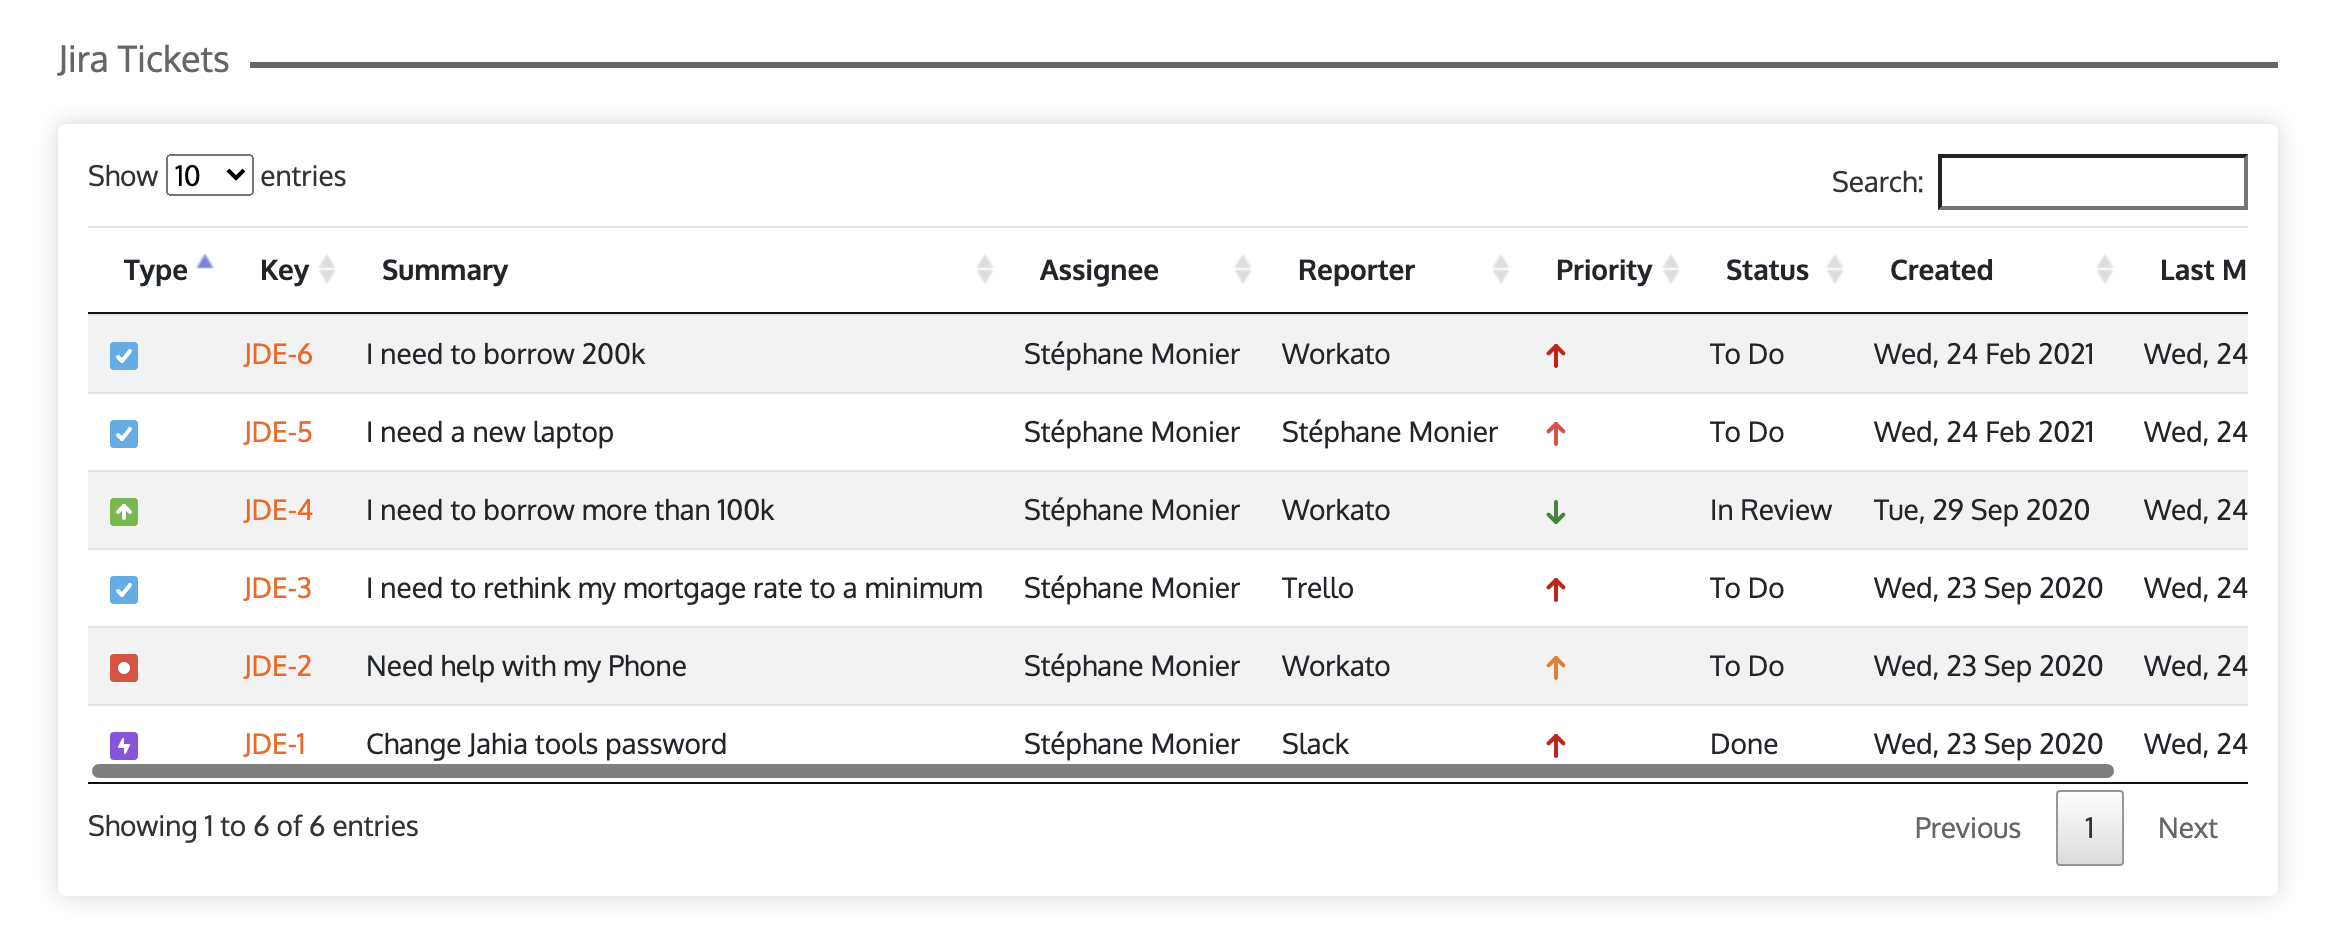 Jira Tickets
Show 10 entries
Search:
Type Key Summary Assignee Reporter Priority Status Created Last M
JDE-6 I need to borrow 200k Stéphane Monier Workato To Do Wed, 24 Feb 2021 Wed, 24
JDE-5 I need a new laptop Stéphane Monier Stéphane Monier To Do Wed, 24 Feb 2021 Wed, 24
JDE-4 I need to borrow more than 100k Stéphane Monier Workato In Review Tue, 29 Sep 2020 Wed, 24
JDE-3 I need to rethink my mortgage rate to a minimum Stéphane Monier Trello To Do Wed, 23 Sep 2020 Wed, 24
JDE-2 Need help with my Phone Stéphane Monier Workato To Do Wed, 23 Sep 2020 Wed, 24
JDE-1 Change Jahia tools password Stéphane Monier Slack Done Wed, 23 Sep 2020 Wed, 24
Showing 1 to 6 of 6 entries
Previous 1 Next